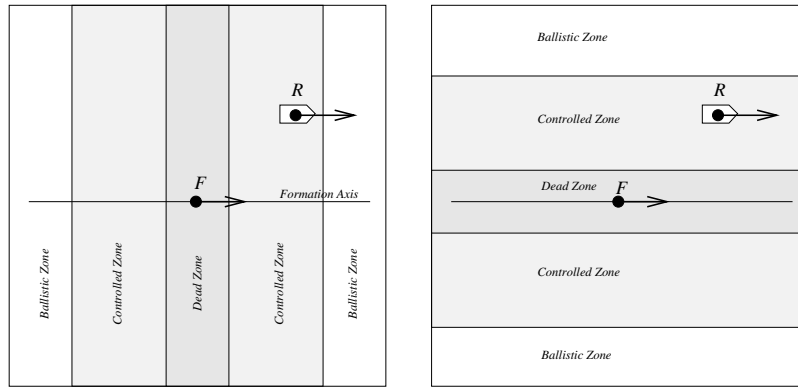 R
F
Formation Axis
Ballistic Zone
Controlled Zone
Dead Zone
Controlled Zone
Ballistic Zone
Ballistic Zone
R
Controlled Zone
Dead Zone
F
Controlled Zone
Ballistic Zone